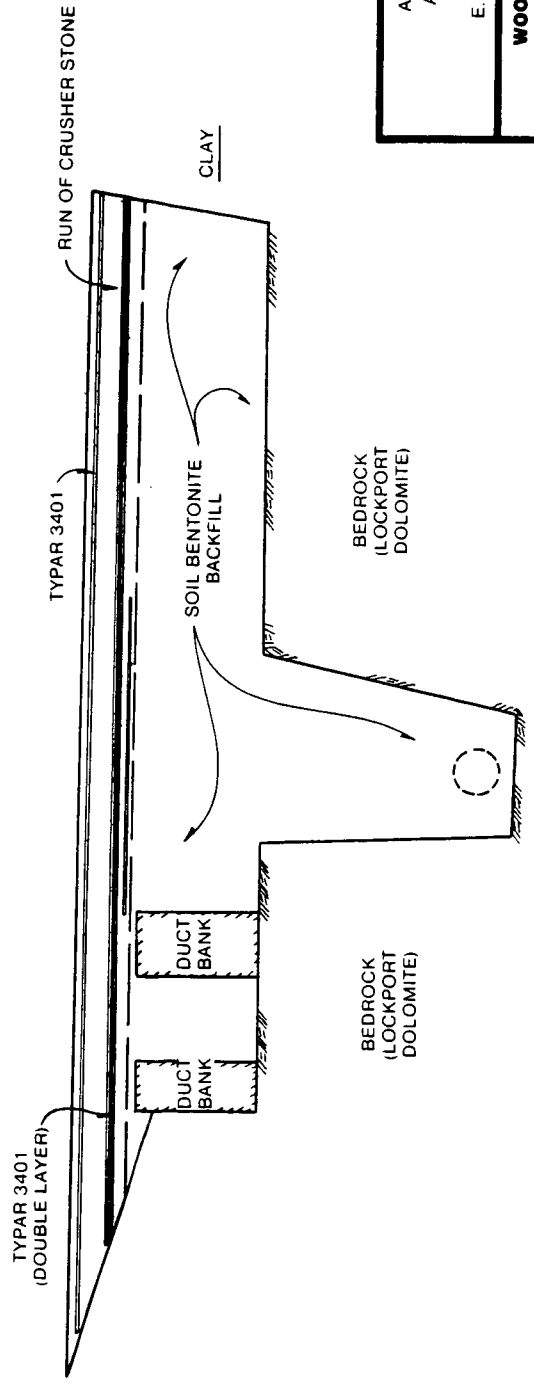 TYPAR 3401
(DOUBLE LAYER)
TYPAR 3401
RUN OF CRUSHER STONE
CLAY
SOIL BENTONITE
BACKFILL
DUCT
BANK
DUCT
BANK
BEDROCK
(LOCKPORT
DOLOMITE)
BEDROCK
(LOCKPORT
DOLOMITE)
A
A
E.
WOO